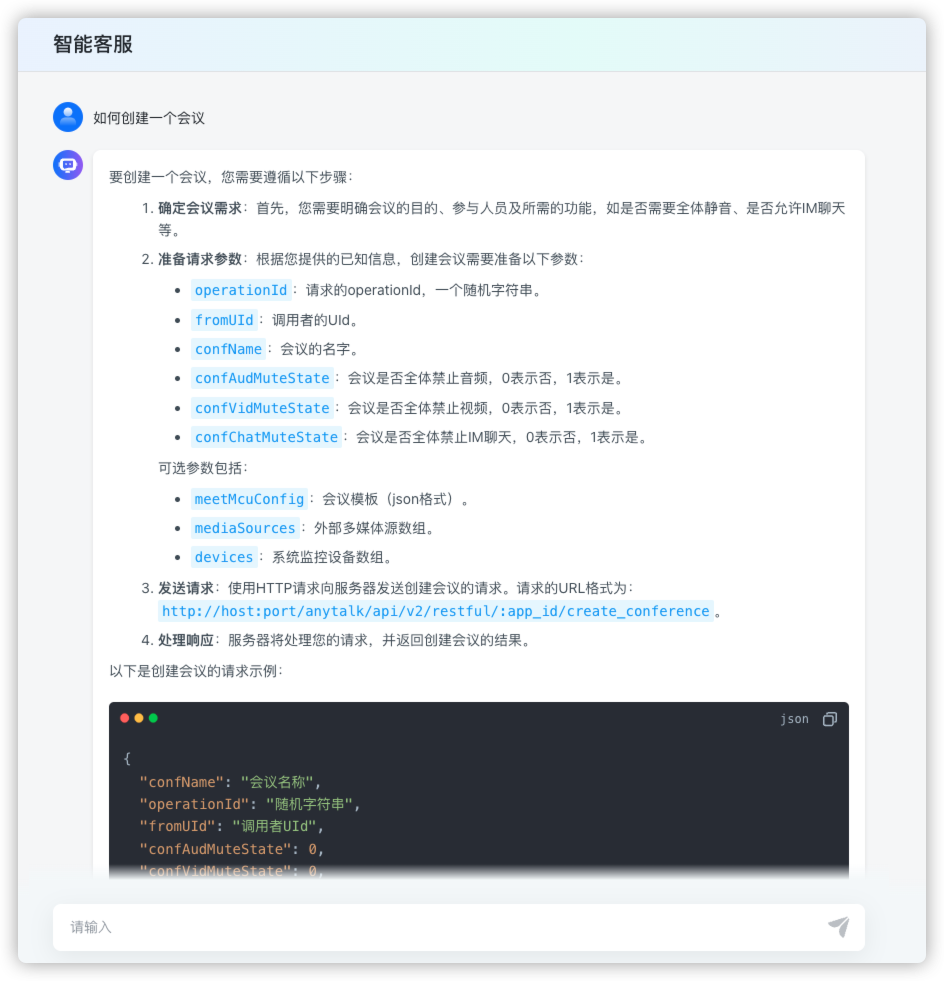 智能客服
如何创建一个会议
要创建一个会议，您需要遵循以下步骤：
1. 确定会议需求：首先，您需要明确会议的目的、参与人员及所需的功能，如是否需要全体静音、是否允许IM聊天
等。
2. 准备请求参数：根据您提供的已知信息，创建会议需要准备以下参数：
• operationId：请求的operationId，一个随机字符串。
• fromUId：调用者的UId。
• confName：会议的名字。
• confAudMuteState：会议是否全体禁止音频，0表示否，1表示是。
• confVidMuteState：会议是否全体禁止视频，0表示否，1表示是。
• confChatMuteState：会议是否全体禁止IM聊天，0表示否，1表示是。
可选参数包括：
• meetMcuConfig：会议模板（json格式）。
• mediaSources：外部多媒体源数组。
• devices：系统监控设备数组。
3. 发送请求：使用HTTP请求向服务器发送创建会议的请求。请求的URL格式为：
http://host:port/anytalk/api/v2/restful/:app_id/create_conference。
4. 处理响应：服务器将处理您的请求，并返回创建会议的结果。
以下是创建会议的请求示例：
json
{
"confName": "会议名称",
"operationId": "随机字符串",
"fromUId": "调用者UId",
"confAudMuteState": 0,
"confVidMuteState": 0,
请输入